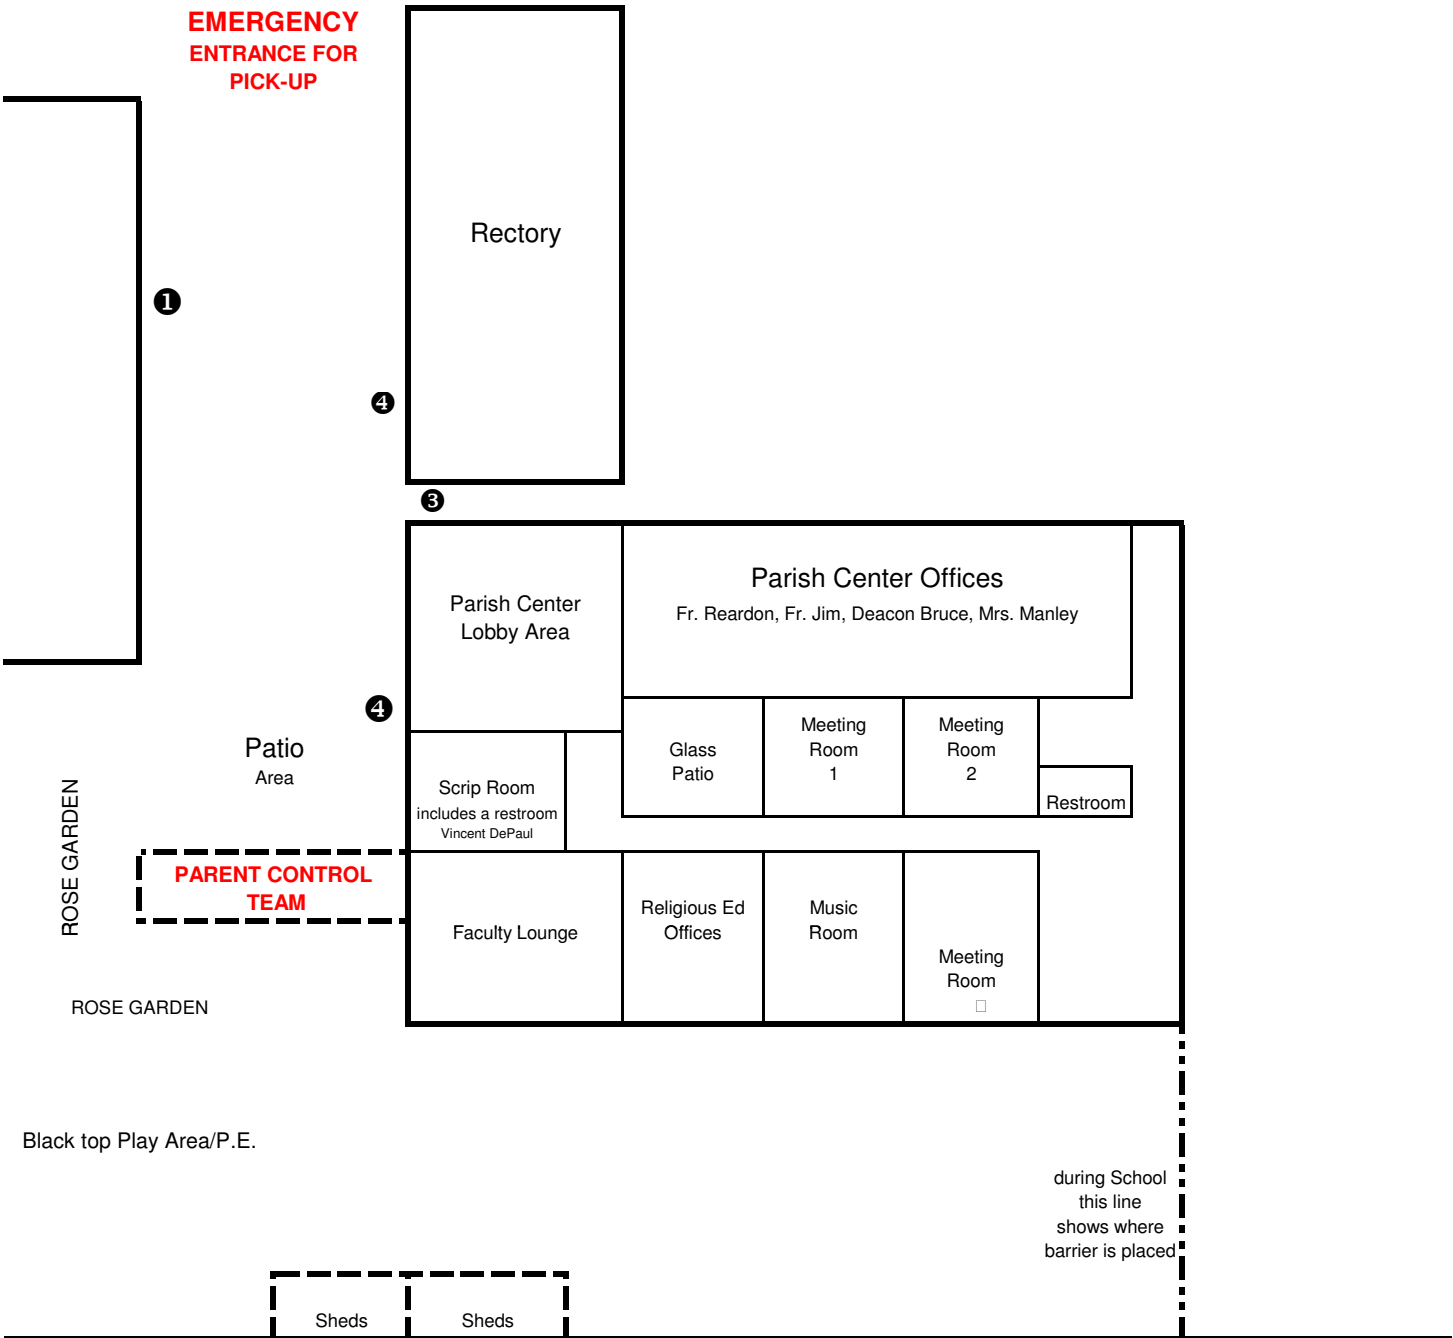 EMERGENCY
ENTRANCE FOR
PICK-UP
Rectory
❶
❹
❸
Parish Center
Lobby Area
Parish Center Offices
Fr. Reardon, Fr. Jim, Deacon Bruce, Mrs. Manley
❹
Patio
Area
Glass
Patio
Meeting
Room
1
Meeting
Room
2
Restroom
Scrip Room
includes a restroom
Vincent DePaul
ROSE GARDEN
PARENT CONTROL
TEAM
Faculty Lounge
Religious Ed
Offices
Music
Room
Meeting
Room
ROSE GARDEN
Black top Play Area/P.E.
during School
this line
shows where
barrier is placed
Sheds
Sheds